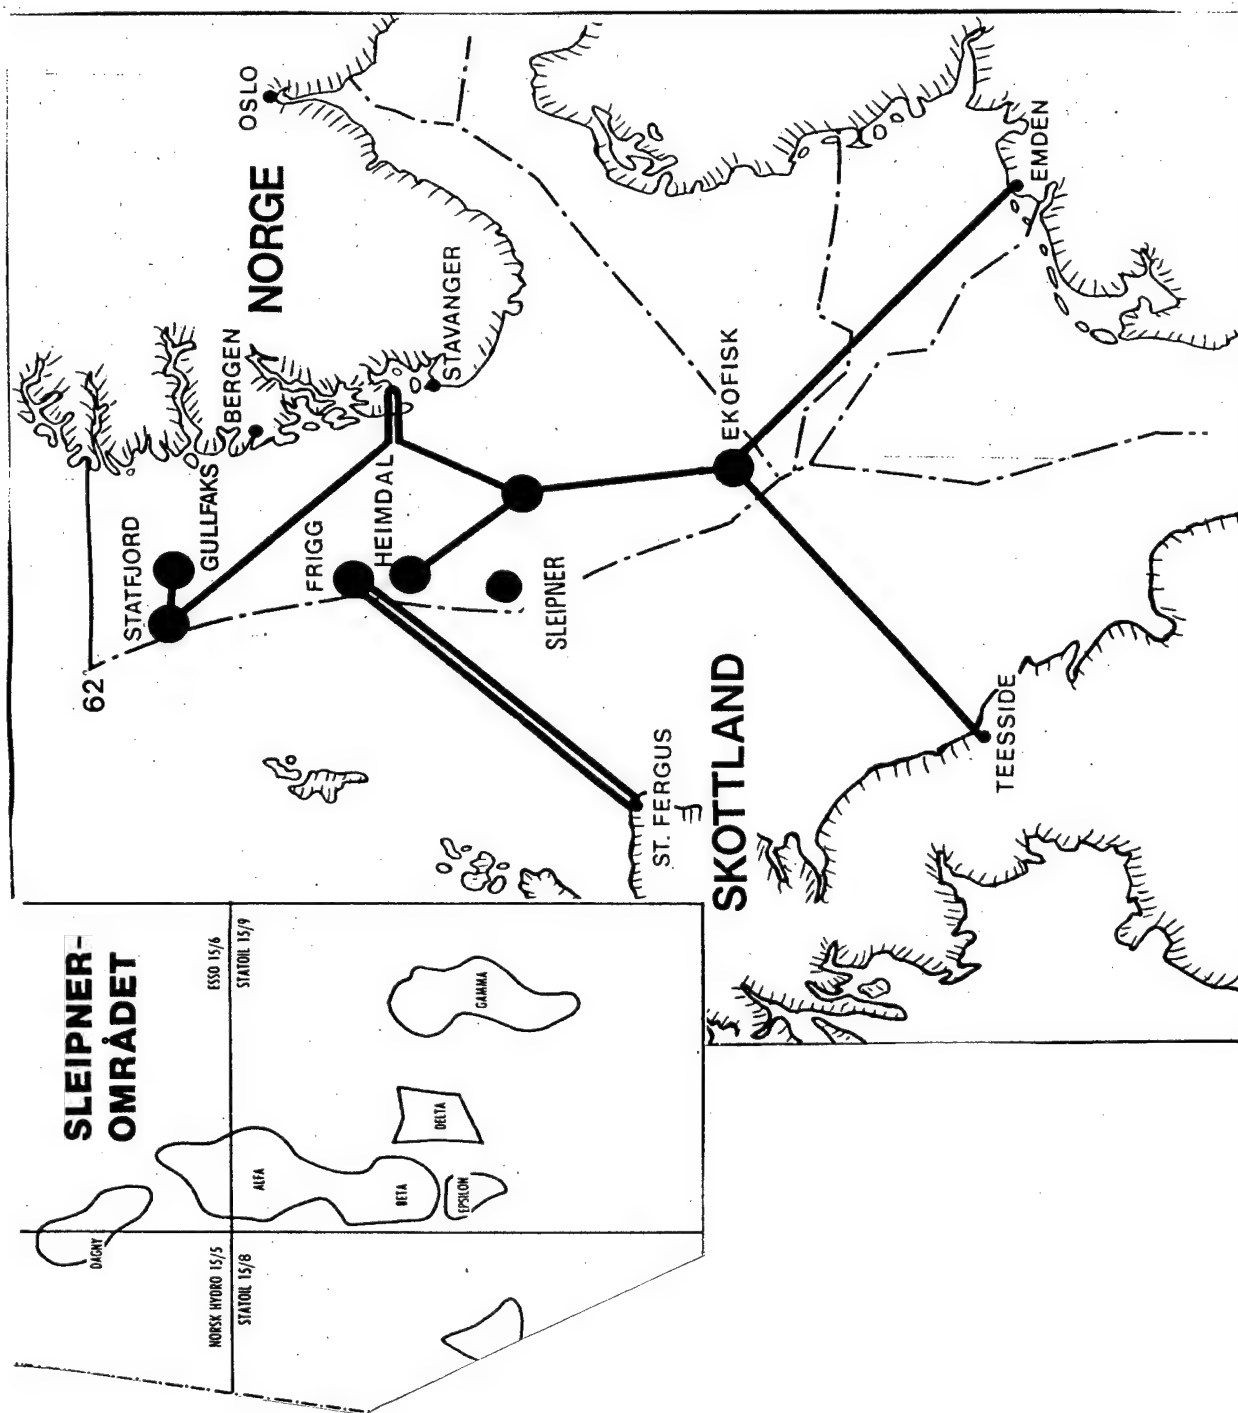 SLEIPNER-
OMRÅDET
DAGNY
NORSK HYDRO 15/5
STATOIL 15/8
ESSO 15/6
STATOIL 15/9
ALFA
BETA
EPSILON
DELTA
GAMMA
62
STATFJORD
GULLFAKS
BERGEN
NORGE
OSLO
STAVANGER
FRIGG
HEIMDAL
SLEIPNER
EKOFISK
ST. FERGUS
SKOTTLAND
TEESSIDE
EMDEN